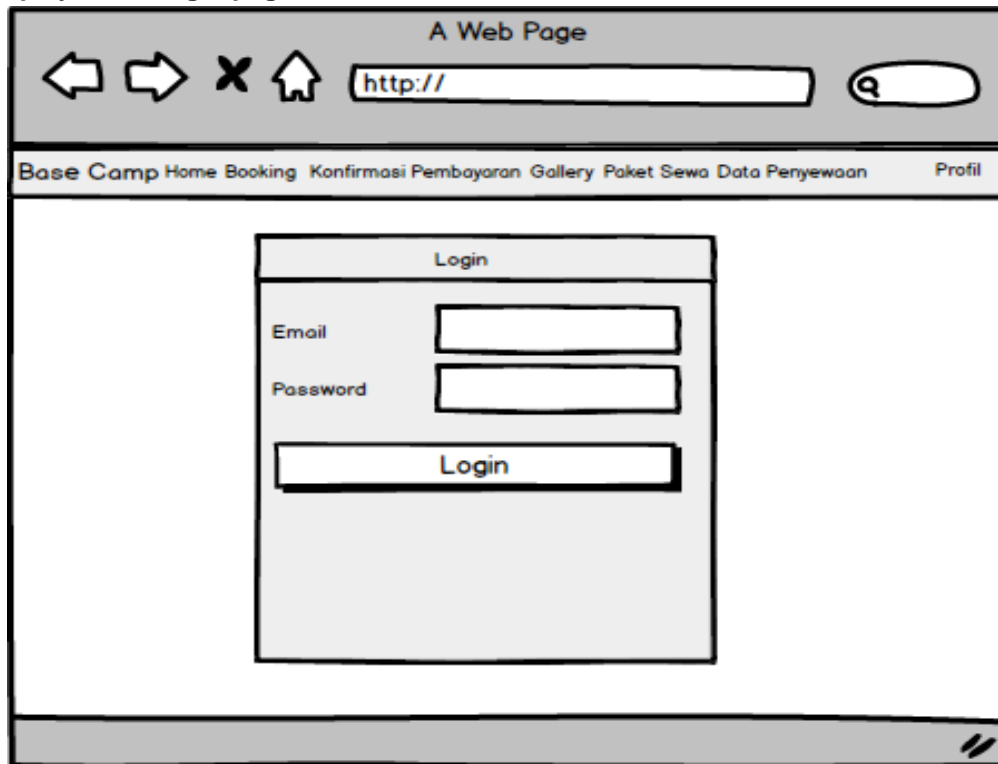 A Web Page
http://
Base Camp Home Booking Konfirmasi Pembayaran Gallery Paket Sewa Data Penyewaan Profil
Login
Email
Password
Login